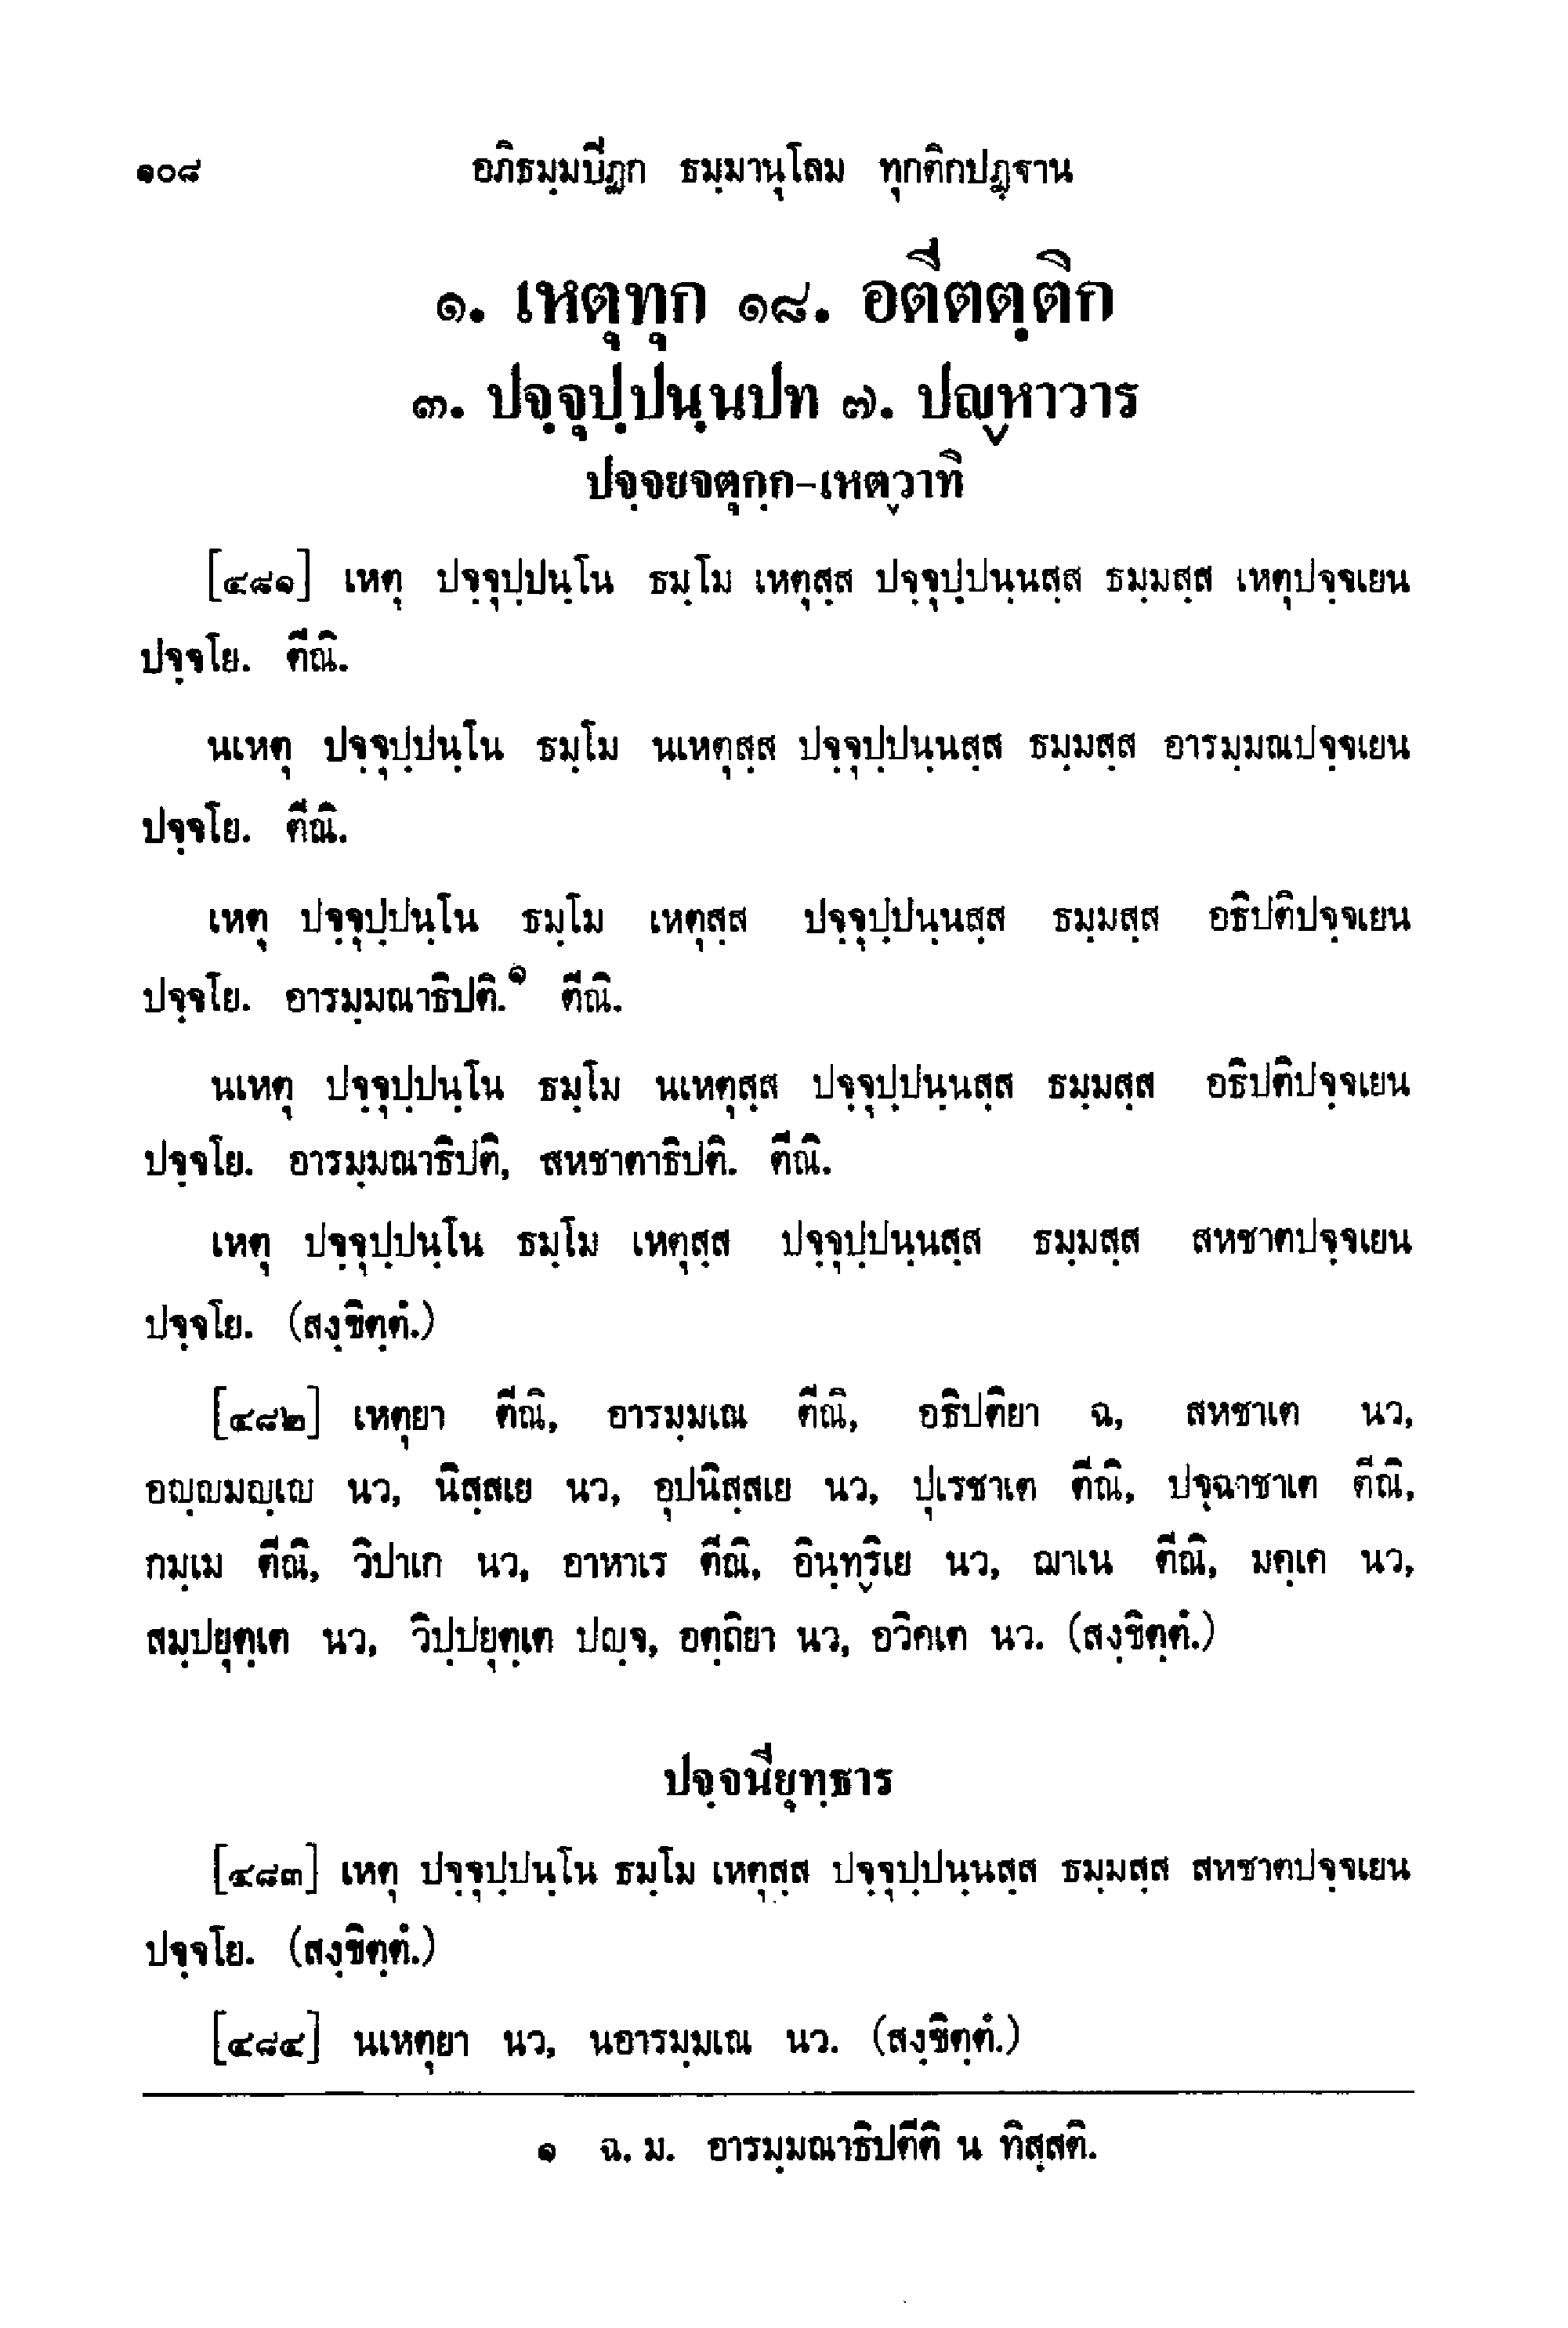 ๑๐๘ อภิธมฺมปีฏก ธมฺมานุโลม ทุกติกปฏฺฐาน
๑. เหตุทุก ๑๘. อตีตตฺติก
๓. ปจฺจุปฺปนฺนปท ๗. ปญฺหาวาร
ปจฺจยจตุกฺก-เหตฺวาทิ
[๔๘๑] เหตุ ปจฺจุปฺปนฺโน ธมฺโม เหตุสฺส ปจฺจุปฺปนฺนสฺส ธมฺมสฺส เหตุปจฺจเยน
ปจฺจโย. ตีณิ.
นเหตุ ปจฺจุปฺปนฺโน ธมฺโม นเหตุสฺส ปจฺจุปฺปนฺนสฺส ธมฺมสฺส อารมฺมณปจฺจเยน
ปจฺจโย. ตีณิ.
เหตุ ปจฺจุปฺปนฺโน ธมฺโม เหตุสฺส ปจฺจุปฺปนฺนสฺส ธมฺมสฺส อธิปติปจฺจเยน
ปจฺจโย. อารมฺมณาธิปติ.๑ ตีณิ.
นเหตุ ปจฺจุปฺปนฺโน ธมฺโม นเหตุสฺส ปจฺจุปฺปนฺนสฺส ธมฺมสฺส อธิปติปจฺจเยน
ปจฺจโย. อารมฺมณาธิปติ, สหชาตาธิปติ. ตีณิ.
เหตุ ปจฺจุปฺปนฺโน ธมฺโม เหตุสฺส ปจฺจุปฺปนฺนสฺส ธมฺมสฺส สหชาตปจฺจเยน
ปจฺจโย. (สงฺขิตฺตํ.)
[๔๘๒] เหตุยา ตีณิ, อารมฺมเณ ตีณิ, อธิปติยา ฉ, สหชาเต นว,
อญฺญมญฺเญ นว, นิสฺสเย นว, อุปนิสฺสเย นว, ปุเรชาเต ตีณิ, ปจฺฉาชาเต ตีณิ,
กมฺเม ตีณิ, วิปาเก นว, อาหาเร ตีณิ, อินฺทฺริเย นว, ฌาเน ตีณิ, มคฺเค นว,
สมฺปยุตฺเต นว, วิปฺปยุตฺเต ปญฺจ, อตฺถิยา นว, อวิคเต นว. (สงฺขิตฺตํ.)
ปจฺจนียุทฺธาร
[๔๘๓] เหตุ ปจฺจุปฺปนฺโน ธมฺโม เหตุสฺส ปจฺจุปฺปนฺนสฺส ธมฺมสฺส สหชาตปจฺจเยน
ปจฺจโย. (สงฺขิตฺตํ.)
[๔๘๔] นเหตุยา นว, นอารมฺมเณ นว. (สงฺขิตฺตํ.)
๑ ฉ. ม. อารมฺมณาธิปตีติ น ทิสฺสติ.